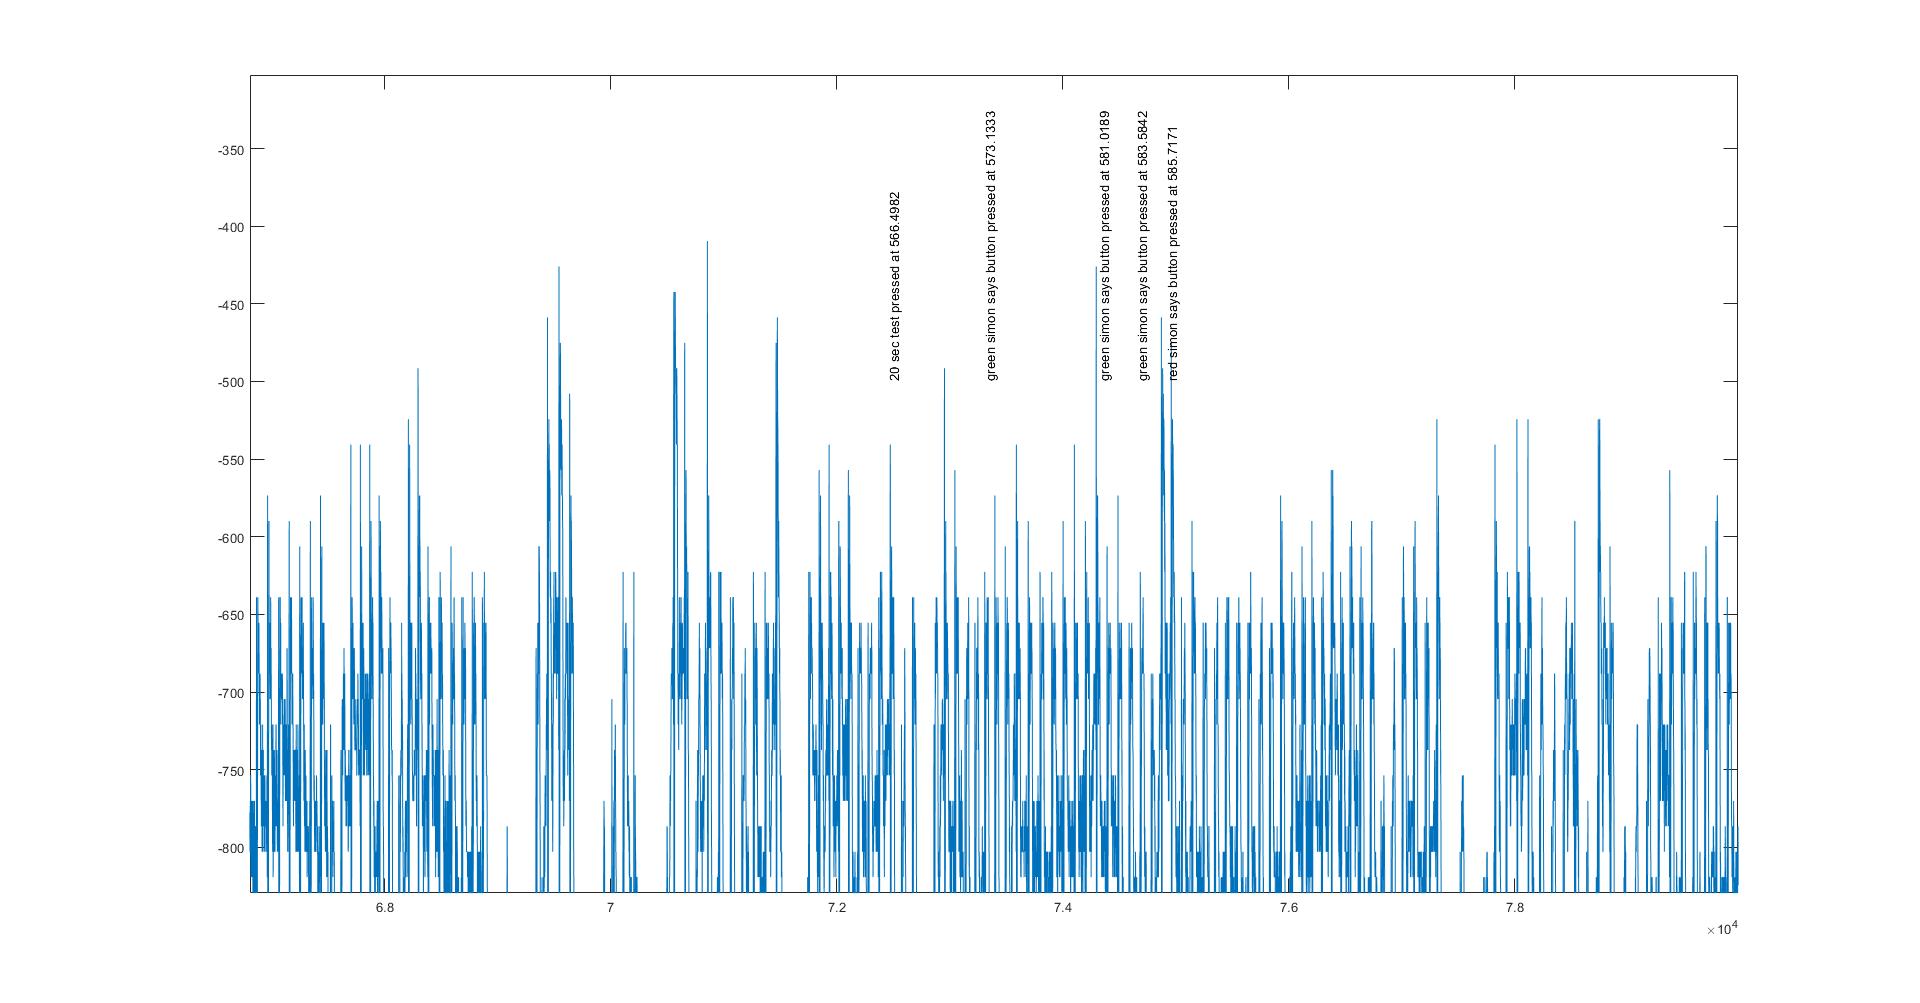 20 sec test pressed at 566.4982
green simon says button pressed at 573.1333
green simon says button pressed at 581.0189
green simon says button pressed at 583.5842
red simon says button pressed at 585.7171
-350
-400
-450
-500
-550
-600
-650
-700
-750
-800
6.8 7 7.2 7.4 7.6 7.8
×10⁴